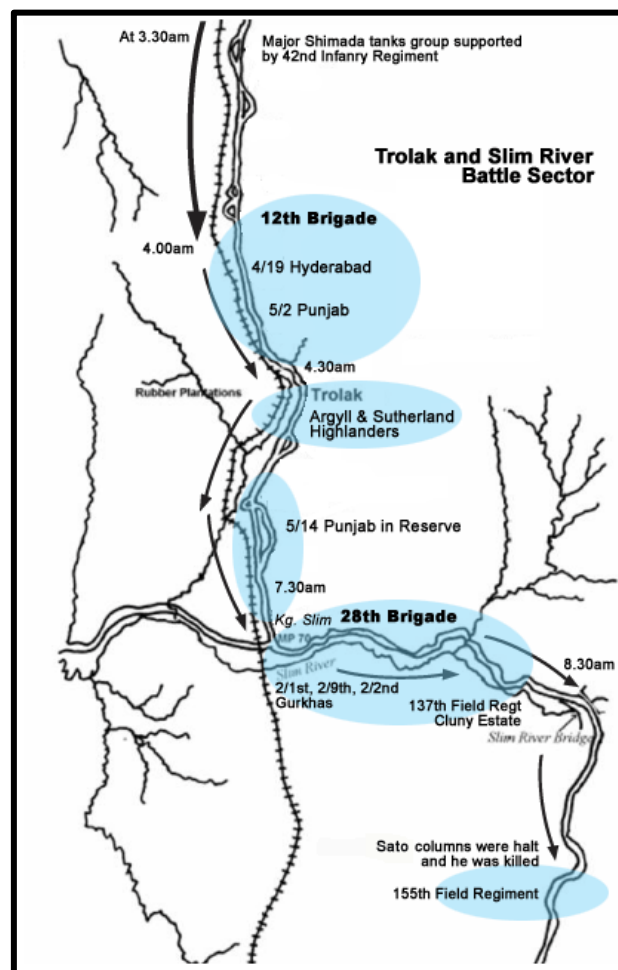 At 3.30am
Major Shimada tanks group supported
by 42nd Infanry Regiment
Trolak and Slim River
Battle Sector
12th Brigade
4.00am
4/19 Hyderabad
5/2 Punjab
4.30am
Rubber Plantations
Trolak
Argyll & Sutherland
Highlanders
5/14 Punjab in Reserve
7.30am
Kg. Slim
28th Brigade
MP 70
Slim River
8.30am
2/1st, 2/9th, 2/2nd
Gurkhas
137th Field Regt
Cluny Estate
Slim River Bridge
Sato columns were halt
and he was killed
155th Field Regiment